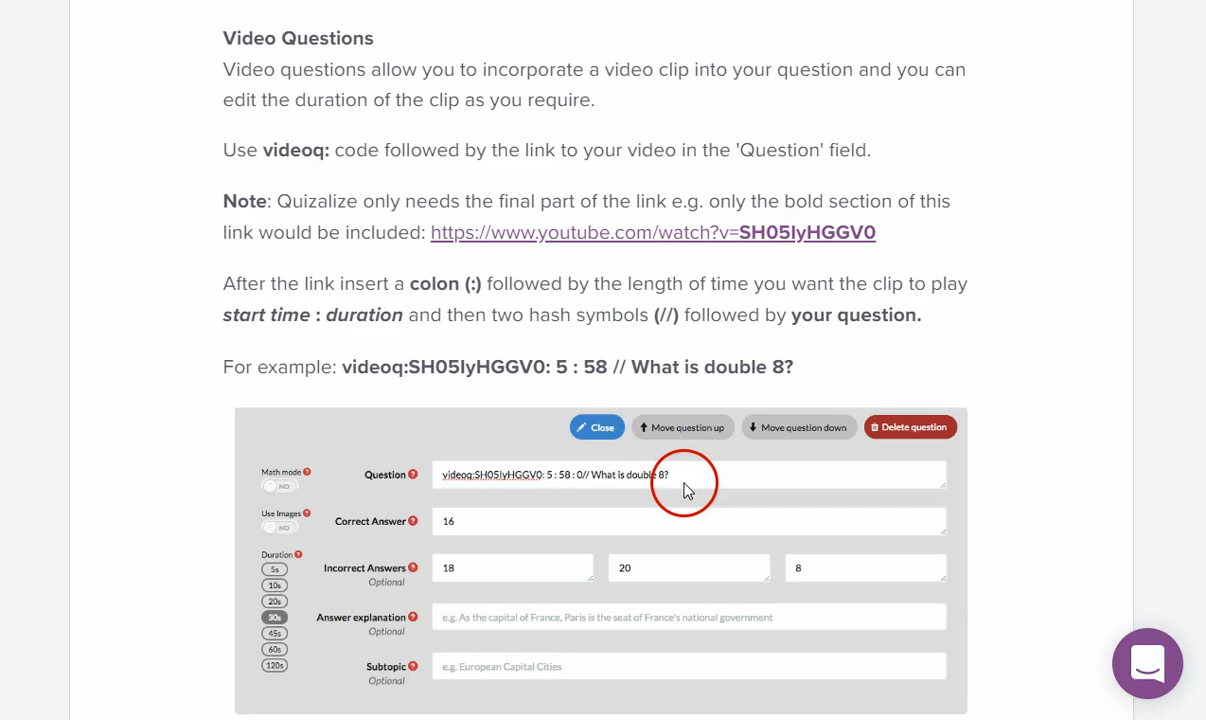 Video Questions
Video questions allow you to incorporate a video clip into your question and you can
edit the duration of the clip as you require.
Use videoq: code followed by the link to your video in the 'Question' field.
Note: Quizalize only needs the final part of the link e.g. only the bold section of this
link would be included: https://www.youtube.com/watch?v=SH05IyHGGV0
After the link insert a colon (:) followed by the length of time you want the clip to play
start time : duration and then two hash symbols (//) followed by your question.
For example: videoq:SH05IyHGGV0: 5 : 58 // What is double 8?
Close Move question up Move question down Delete question
Math mode ? NO
Question ? videoq:SH05IyHGGV0: 5 : 58 : 0// What is double 8?
Use Images ? NO
Correct Answer ? 16
Duration ?
5s
10s
20s
30s
45s
60s
120s
Incorrect Answers ? 18 20 8
Optional
Answer explanation ? e.g. As the capital of France, Paris is the seat of France's national government
Optional
Subtopic ? e.g. European Capital Cities
Optional